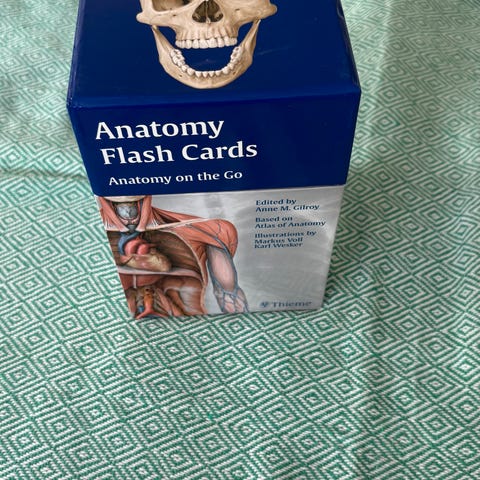 Anatomy
Flash Cards
Anatomy on the Go
Edited by
Anne M. Gilroy
Based on
Atlas of Anatomy
Illustrations by
Markus Voll
Karl Wesker
Thieme